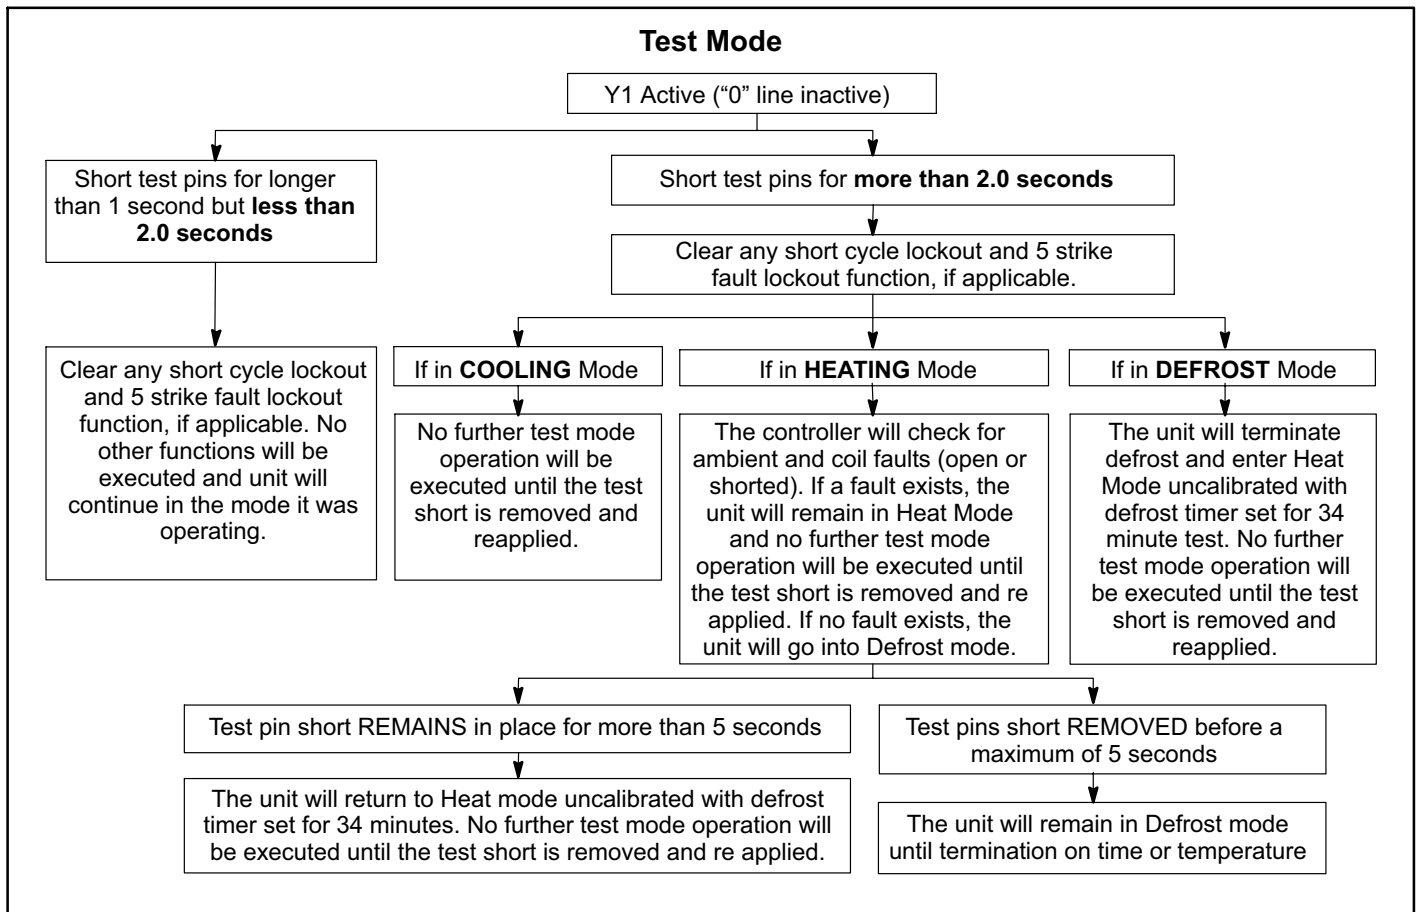 Test Mode
Y1 Active (“0” line inactive)
Short test pins for longer
than 1 second but less than
2.0 seconds
Short test pins for more than 2.0 seconds
Clear any short cycle lockout and 5 strike
fault lockout function, if applicable.
Clear any short cycle lockout
and 5 strike fault lockout
function, if applicable. No
other functions will be
executed and unit will
continue in the mode it was
operating.
If in COOLING Mode
No further test mode
operation will be
executed until the test
short is removed and
reapplied.
If in HEATING Mode
The controller will check for
ambient and coil faults (open or
shorted). If a fault exists, the
unit will remain in Heat Mode
and no further test mode
operation will be executed until
the test short is removed and re
applied. If no fault exists, the
unit will go into Defrost mode.
If in DEFROST Mode
The unit will terminate
defrost and enter Heat
Mode uncalibrated with
defrost timer set for 34
minute test. No further
test mode operation will
be executed until the test
short is removed and
reapplied.
Test pin short REMAINS in place for more than 5 seconds
The unit will return to Heat mode uncalibrated with defrost
timer set for 34 minutes. No further test mode operation will
be executed until the test short is removed and re applied.
Test pins short REMOVED before a
maximum of 5 seconds
The unit will remain in Defrost mode
until termination on time or temperature